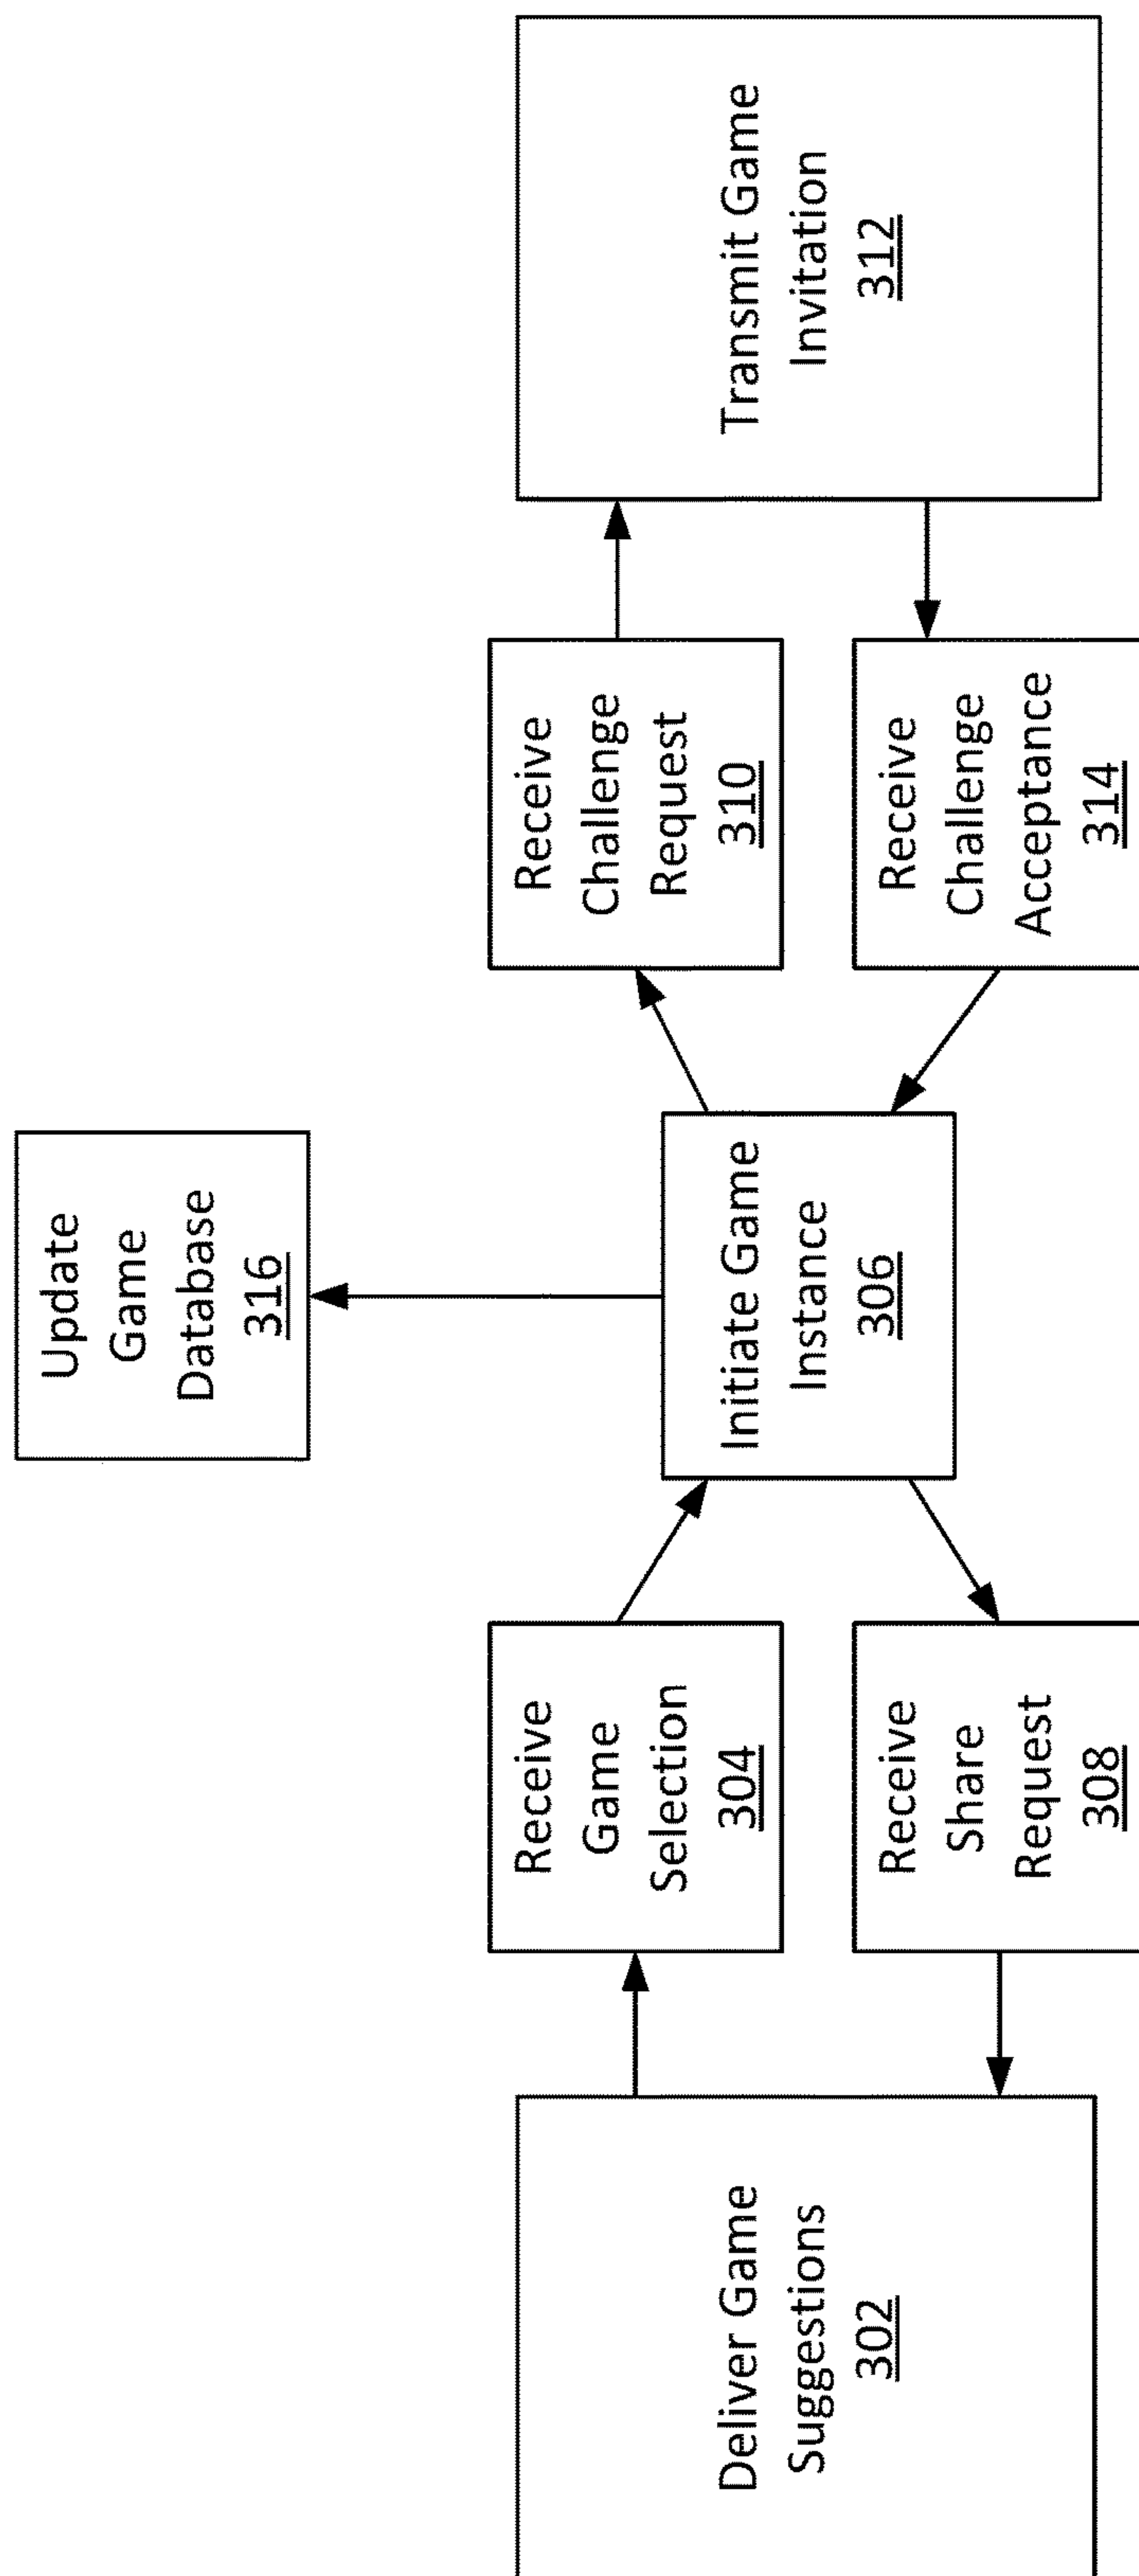 Update
Game
Database
316
Deliver Game
Suggestions
302
Receive
Game
Selection
304
Receive
Share
Request
308
Initiate Game
Instance
306
Receive
Challenge
Request
310
Receive
Challenge
Acceptance
314
Transmit Game
Invitation
312